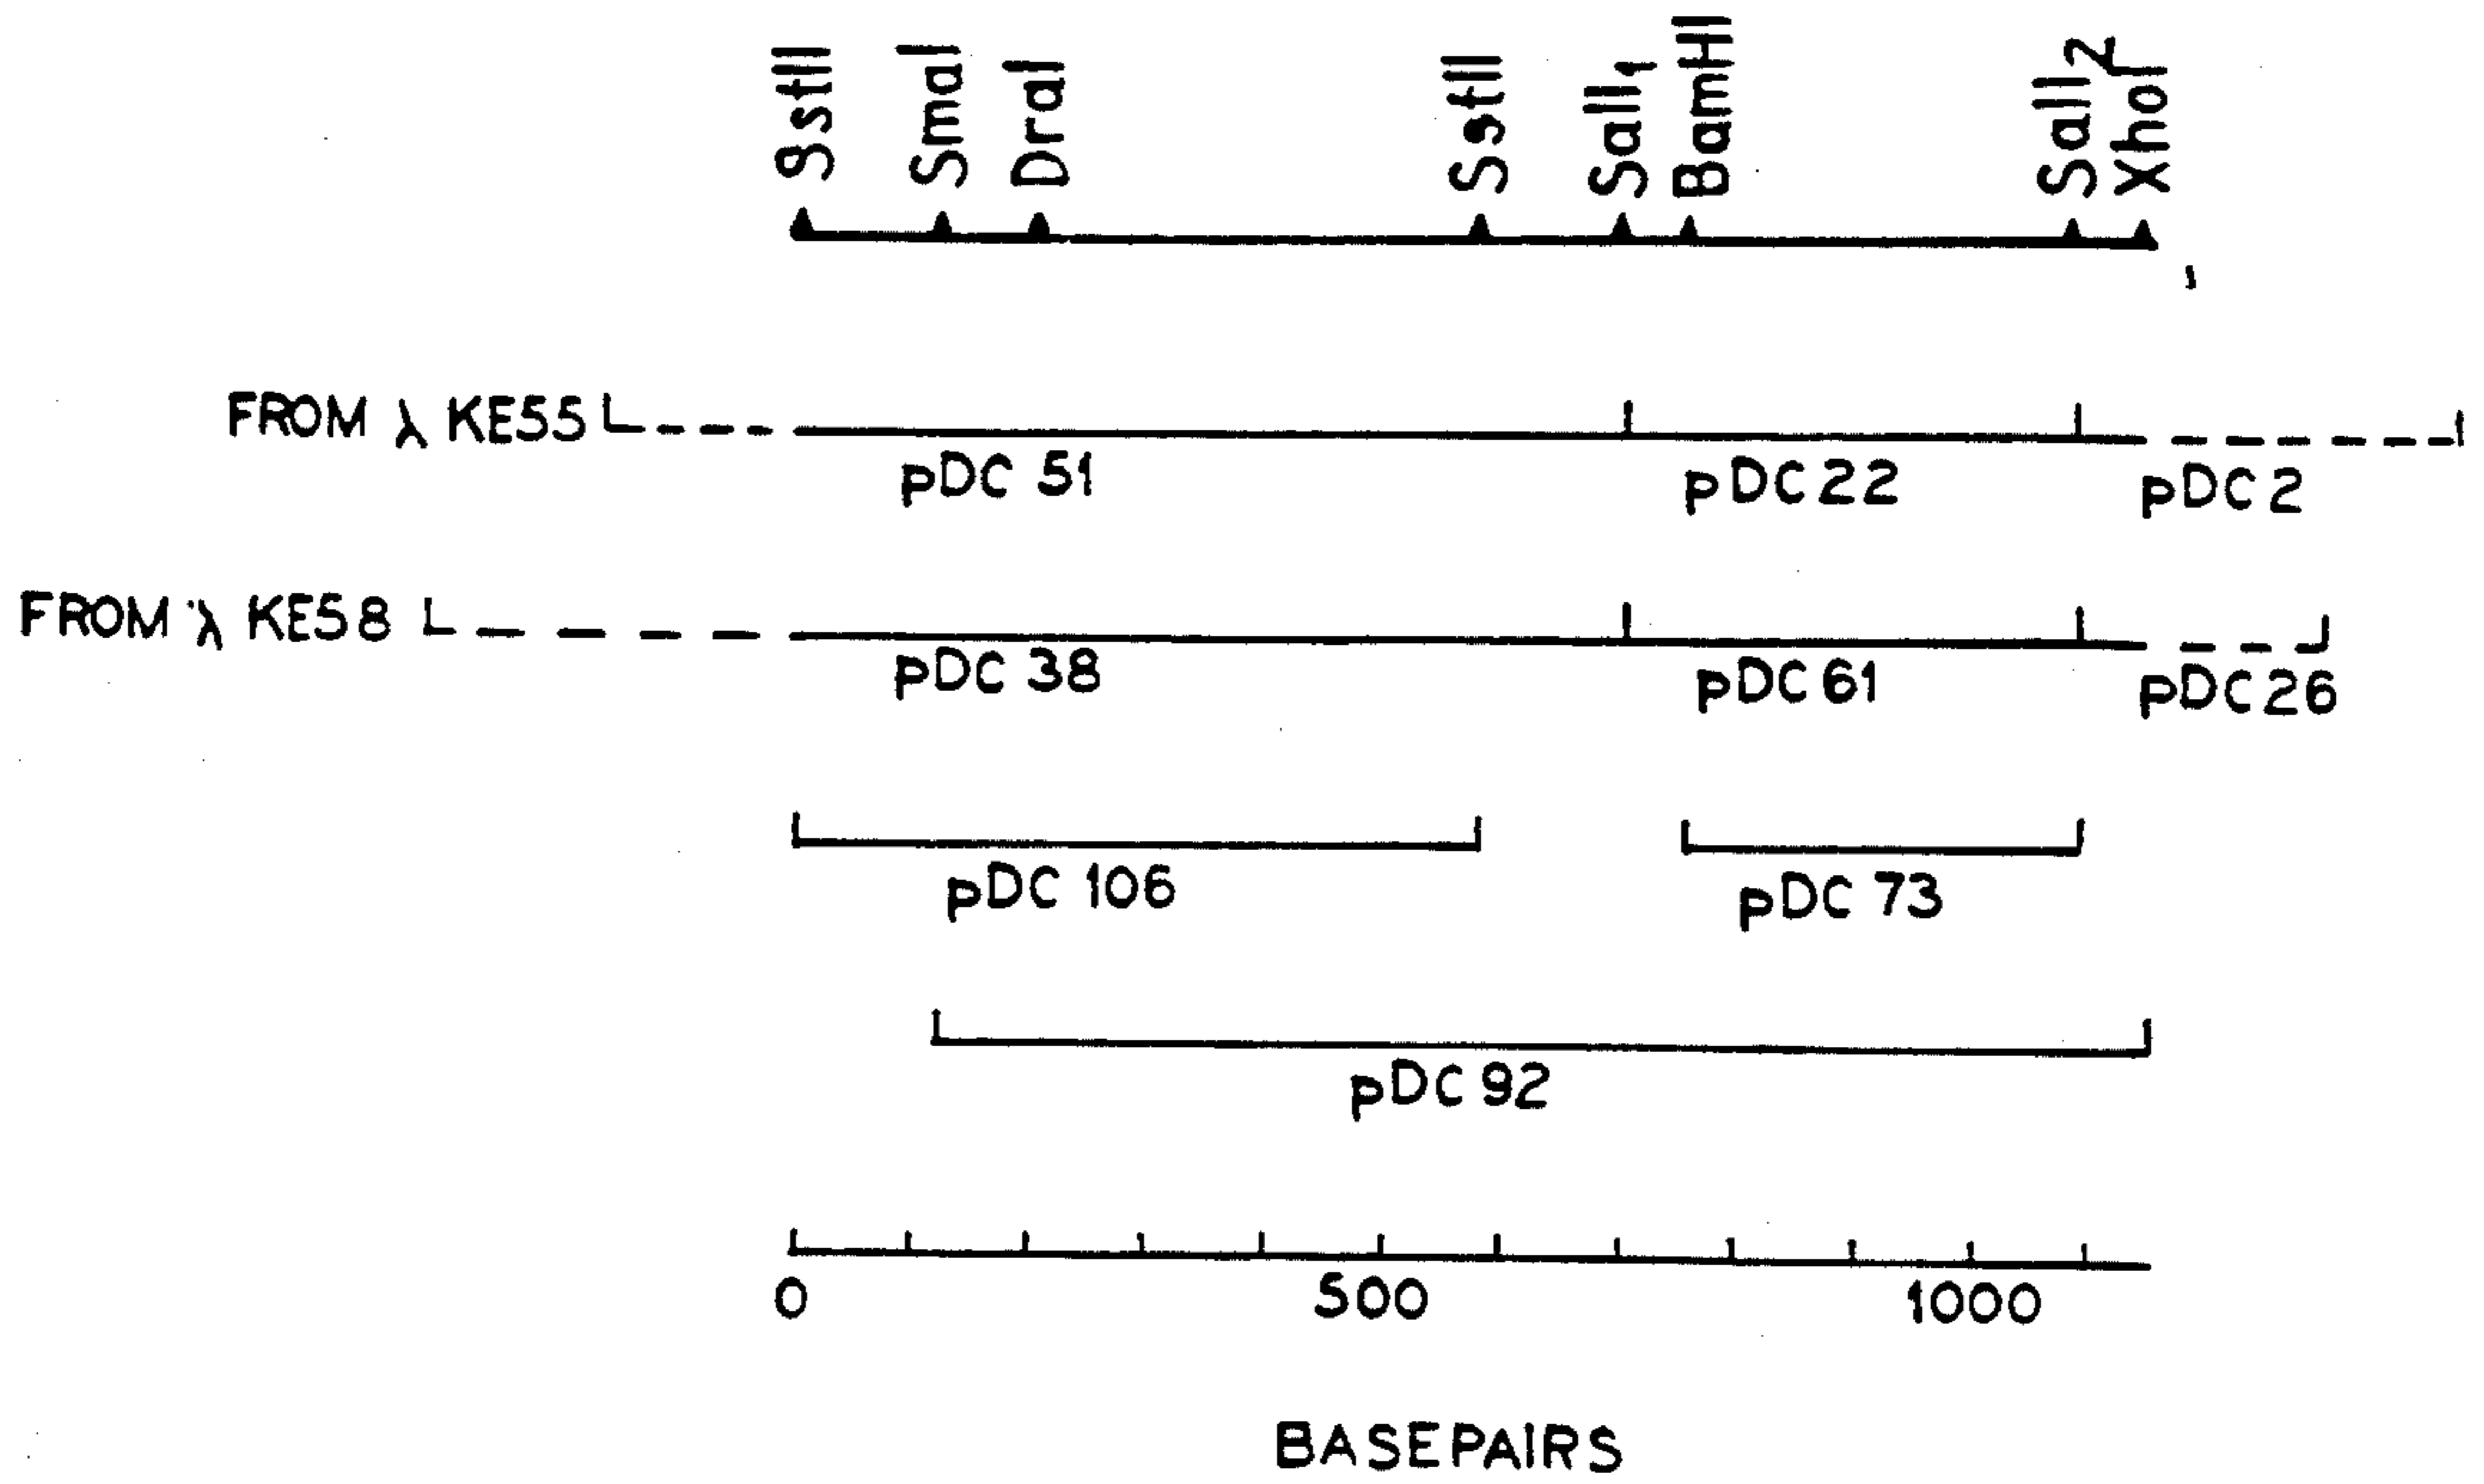 BstII SmaI DraI SstII SalI1 BamHI SalI2 XhoI
FROM λ KE55
pDC 51 pDC 22 pDC 2
FROM λ KE58
pDC 38 pDC 61 pDC 26
pDC 106 pDC 73
pDC 92
0 500 1000
BASEPAIRS